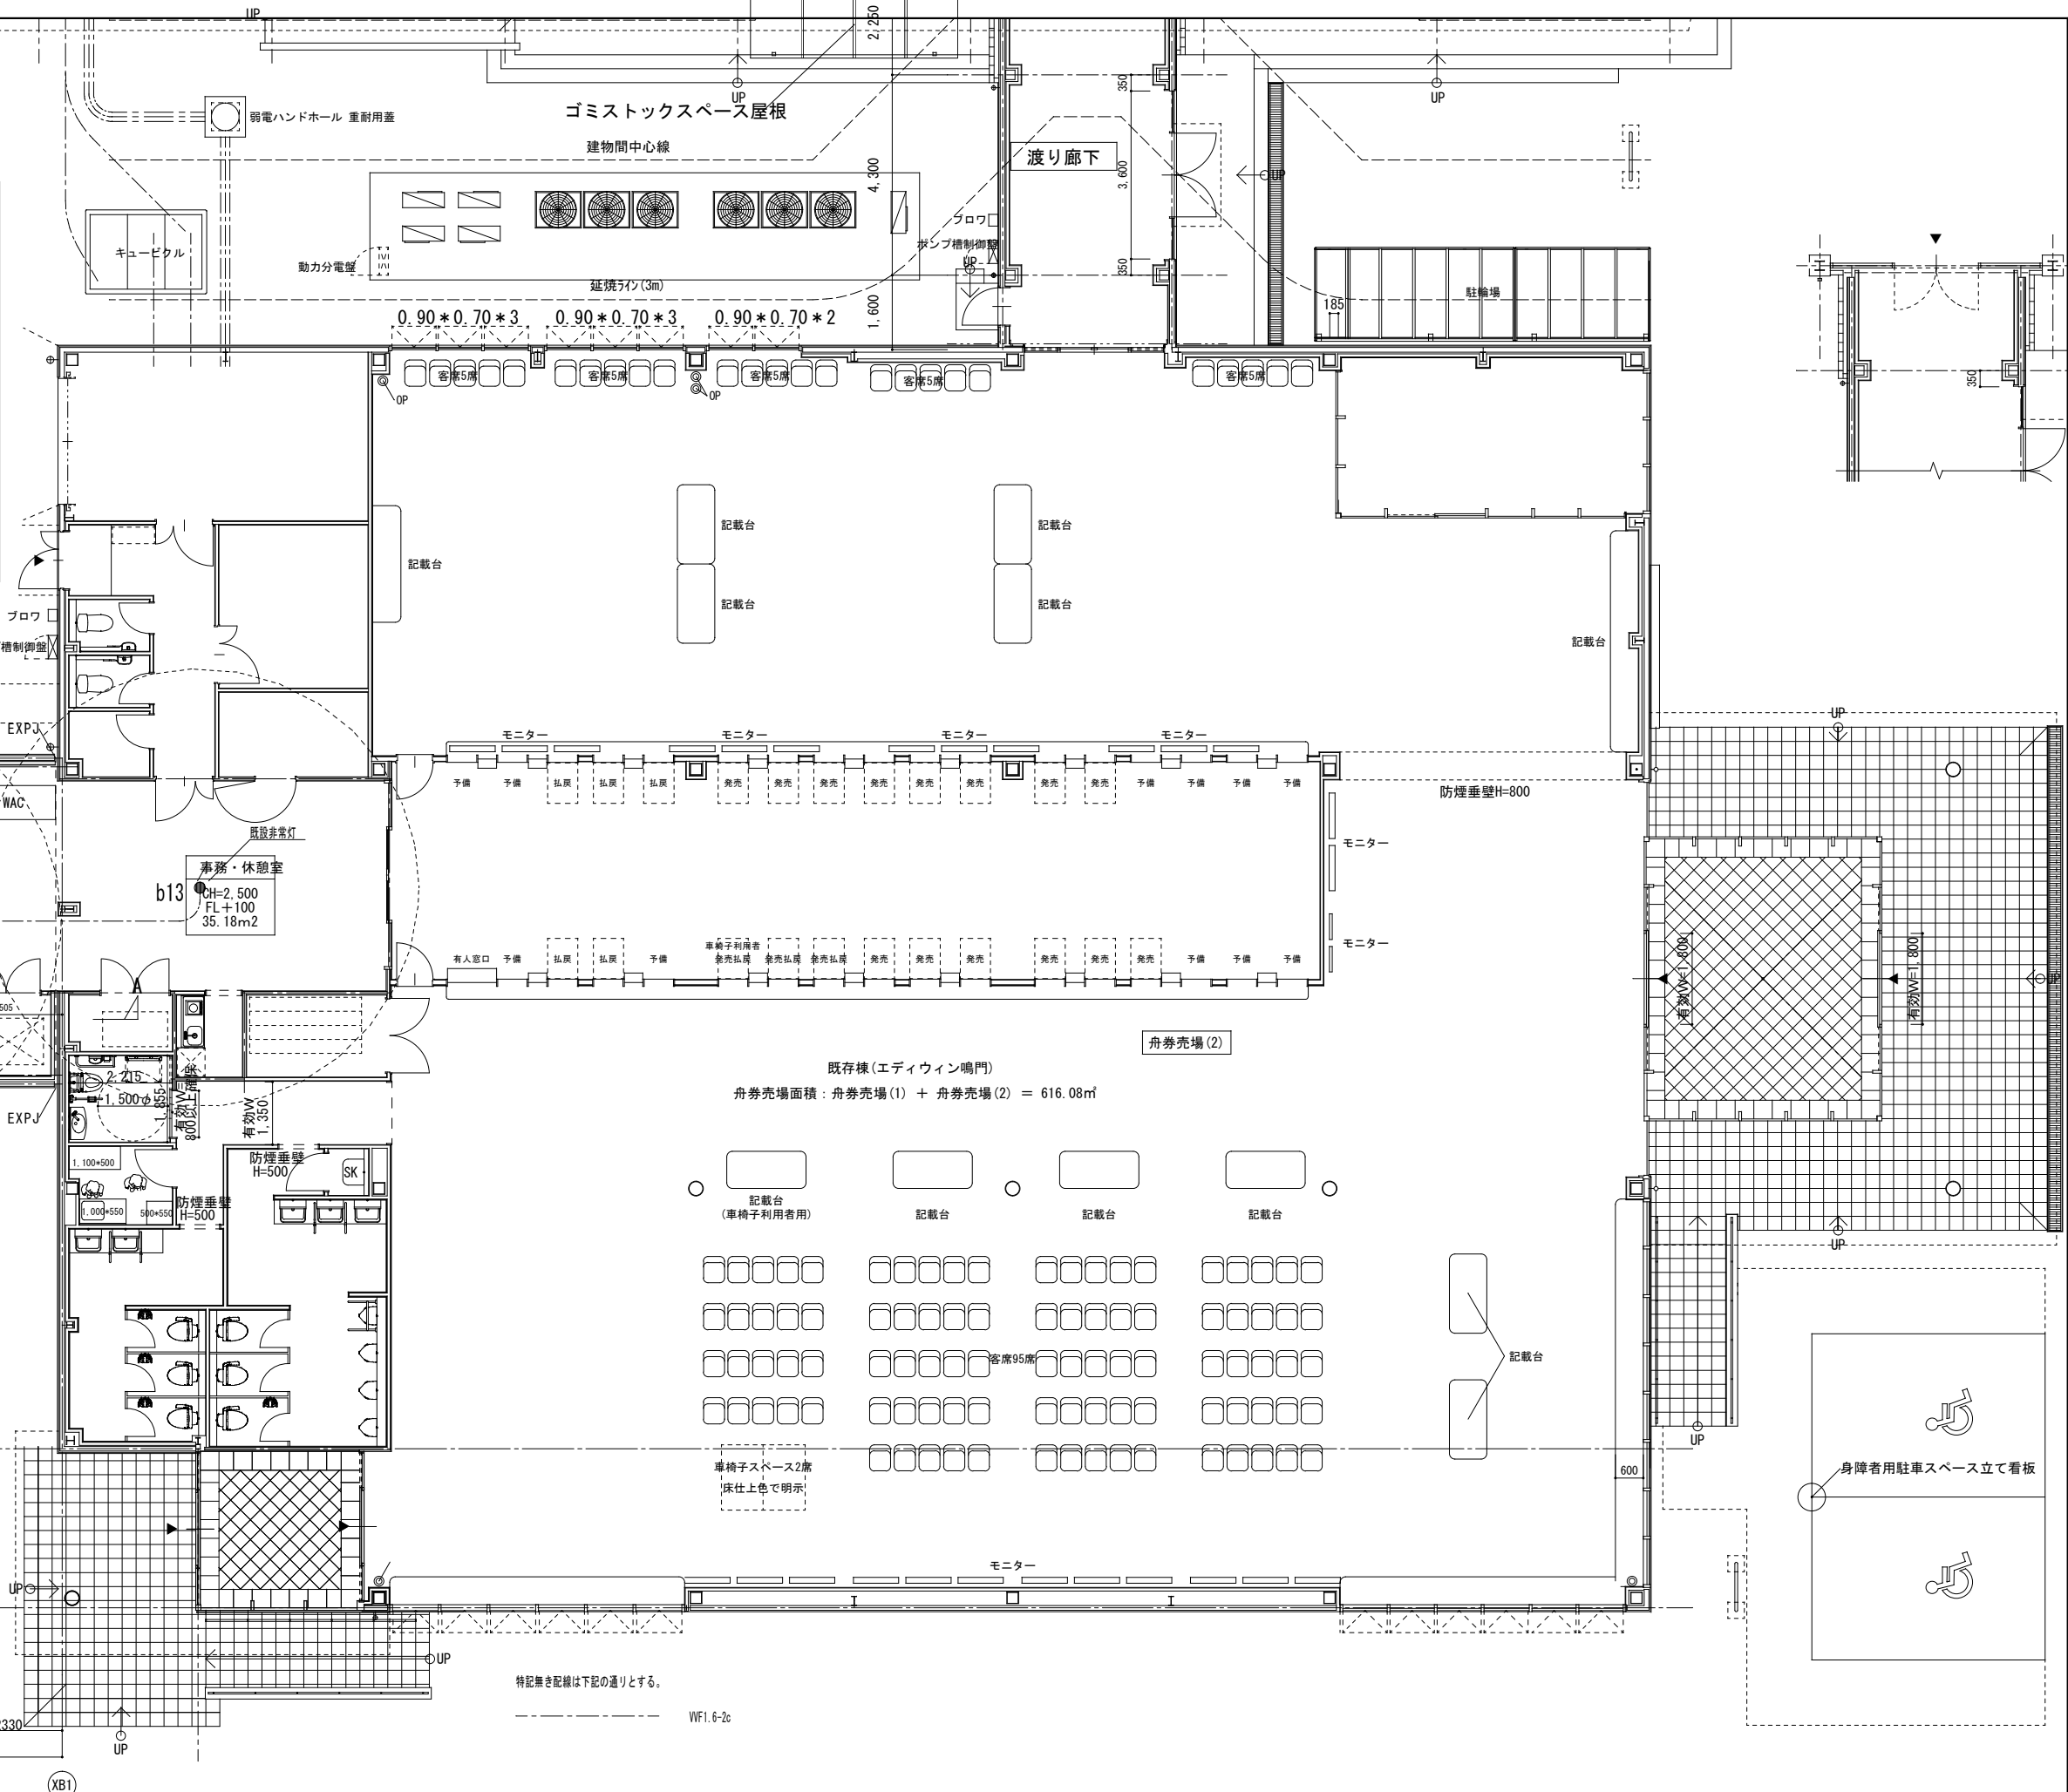 UP
2,250
UP
UP
弱電ハンドホール 重耐用蓋
ゴミストックスペース屋根
建物間中心線
渡り廊下
350
3,600
350
4,300
1,600
UP
キュービクル
動力分電盤
ブロワ
ポンプ槽制御盤
UP
延焼ライン(3m)
駐輪場
185
350
0.90*0.70*3
0.90*0.70*3
0.90*0.70*2
客席5席
客席5席
客席5席
客席5席
客席5席
OP
OP
記載台
記載台
記載台
記載台
記載台
記載台
ブロワ
槽制御盤
EXPJ
WAC
モニター
モニター
モニター
モニター
予備
予備
払戻
払戻
払戻
発売
発売
発売
発売
発売
発売
発売
発売
予備
予備
予備
予備
防煙垂壁H=800
UP
既設非常灯
事務・休憩室
b13
CH=2,500
FL+100
35.18m2
モニター
モニター
有人窓口
予備
払戻
払戻
予備
車椅子利用者
発売払戻
発売払戻
発売払戻
発売
発売
発売
発売
発売
発売
予備
予備
予備
有効W=1,800
有効W=1,800
UP
A
505
舟券売場(2)
既存棟(エディウィン鳴門)
舟券売場面積：舟券売場(1) ＋ 舟券売場(2) ＝ 616.08㎡
2,215
1,500φ
1,855
有効W=
800以上確保
有効W
1,350
EXPJ
防煙垂壁
H=500
SK
1,100*500
防煙垂壁
H=500
1,000*550
500*550
記載台
(車椅子利用者用)
記載台
記載台
記載台
UP
客席95席
記載台
UP
車椅子スペース2席
床仕上色で明示
600
身障者用駐車スペース立て看板
モニター
UP
UP
特記無き配線は下記の通りとする。
VVF1.6-2c
2330
UP
XB1